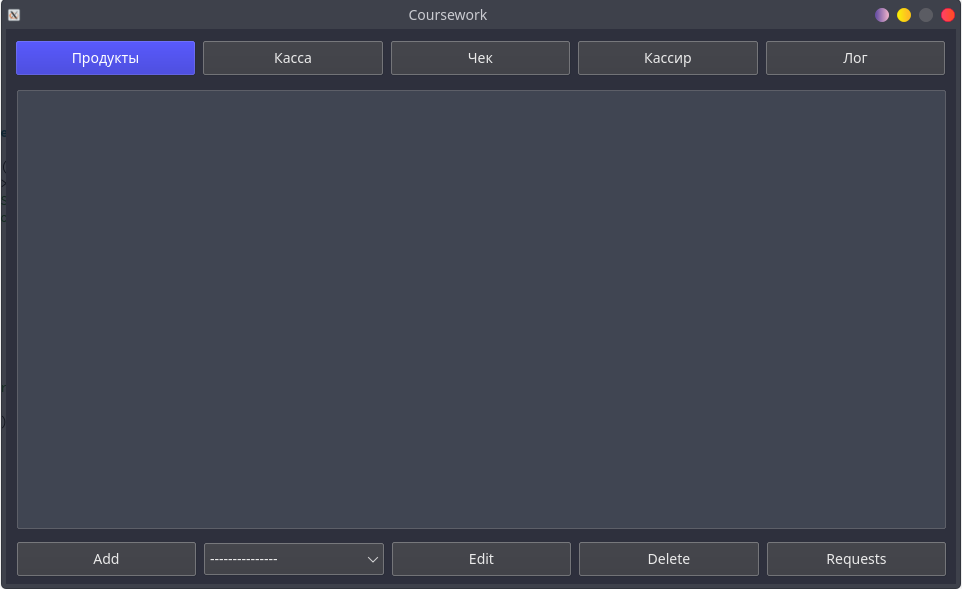 Coursework
Продукты Касса Чек Кассир Лог
Add --------------- Edit Delete Requests